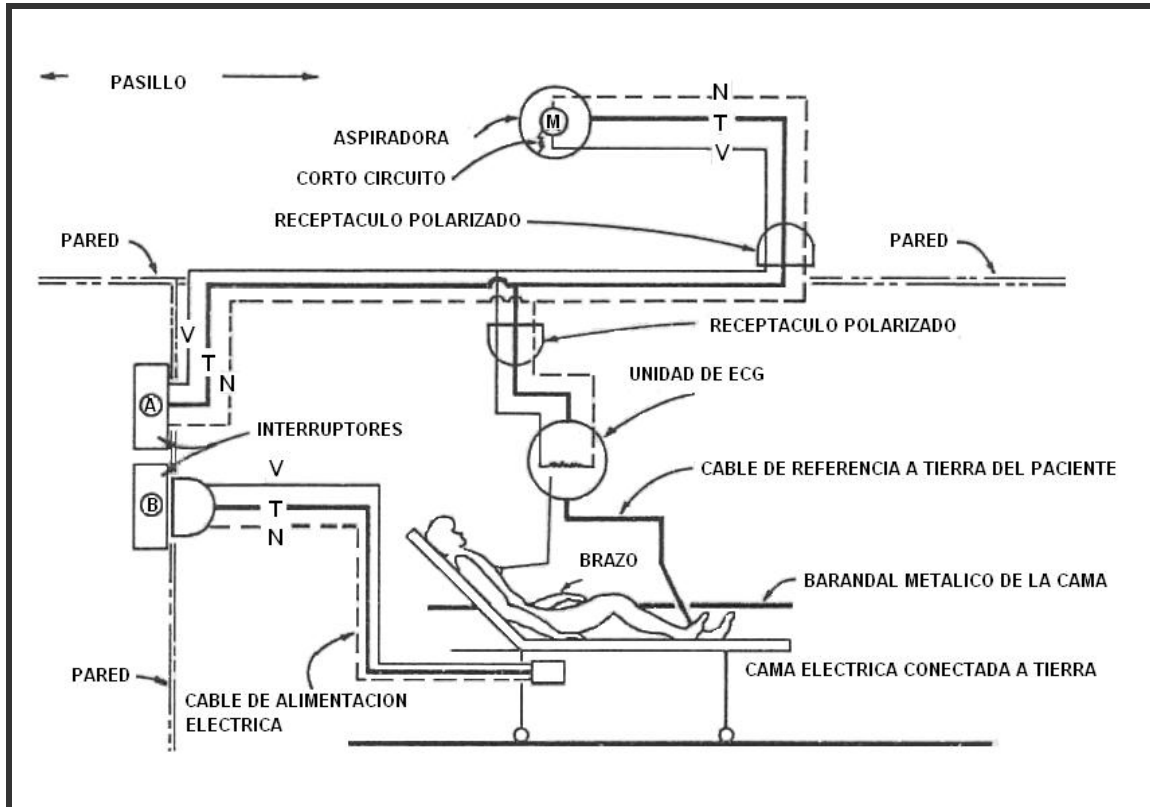 PASILLO
N
T
V
M
ASPIRADORA
CORTO CIRCUITO
RECEPTACULO POLARIZADO
PARED
PARED
V
T
N
RECEPTACULO POLARIZADO
UNIDAD DE ECG
A
INTERRUPTORES
B
V
T
N
CABLE DE REFERENCIA A TIERRA DEL PACIENTE
BRAZO
BARANDAL METALICO DE LA CAMA
PARED
CABLE DE ALIMENTACION
ELECTRICA
CAMA ELECTRICA CONECTADA A TIERRA